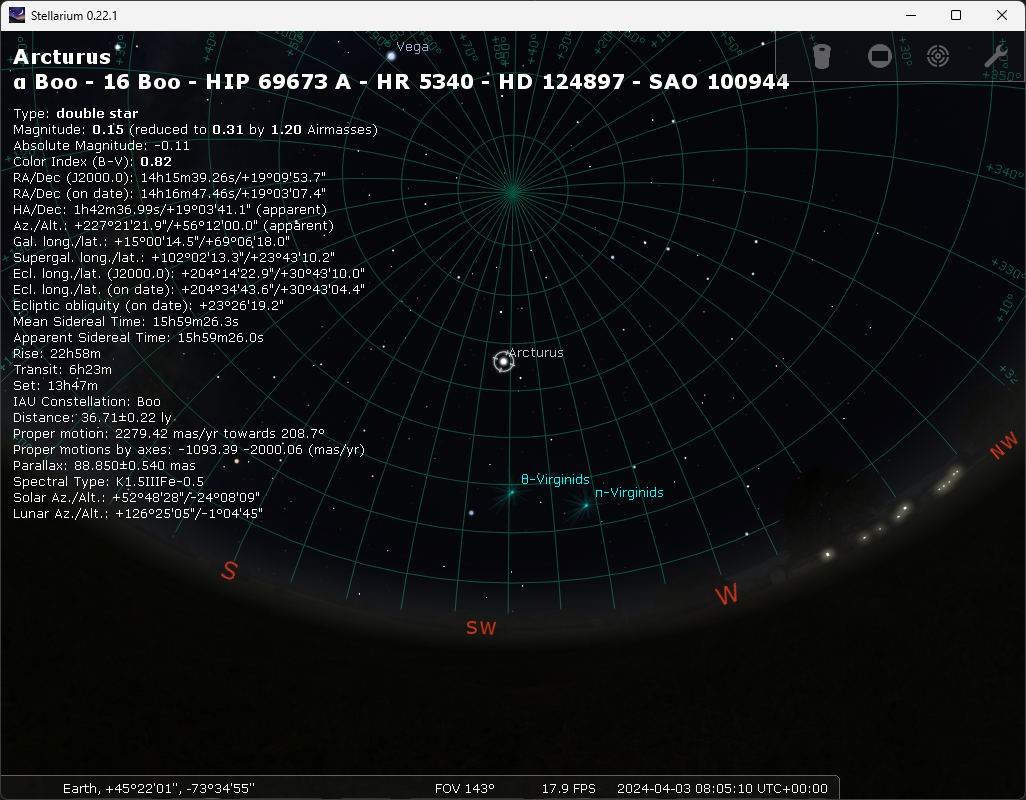 Stellarium 0.22.1
Vega
Arcturus
α Boo - 16 Boo - HIP 69673 A - HR 5340 - HD 124897 - SAO 100944
Type: double star
Magnitude: 0.15 (reduced to 0.31 by 1.20 Airmasses)
Absolute Magnitude: -0.11
Color Index (B-V): 0.82
RA/Dec (J2000.0): 14h15m39.26s/+19°09'53.7"
RA/Dec (on date): 14h16m47.46s/+19°03'07.4"
HA/Dec: 1h42m36.99s/+19°03'41.1" (apparent)
Az./Alt.: +227°21'21.9"/+56°12'00.0" (apparent)
Gal. long./lat.: +15°00'14.5"/+69°06'18.0"
Supergal. long./lat.: +102°02'13.3"/+23°43'10.2"
Ecl. long./lat. (J2000.0): +204°14'22.9"/+30°43'10.0"
Ecl. long./lat. (on date): +204°34'43.6"/+30°43'04.4"
Ecliptic obliquity (on date): +23°26'19.2"
Mean Sidereal Time: 15h59m26.3s
Apparent Sidereal Time: 15h59m26.0s
Rise: 22h58m
Transit: 6h23m
Set: 13h47m
IAU Constellation: Boo
Distance: 36.71±0.22 ly
Proper motion: 2279.42 mas/yr towards 208.7°
Proper motions by axes: -1093.39 -2000.06 (mas/yr)
Parallax: 88.850±0.540 mas
Spectral Type: K1.5IIIFe-0.5
Solar Az./Alt.: +52°48'28"/-24°08'09"
Lunar Az./Alt.: +126°25'05"/-1°04'45"
+340°
+330°
+10°
Arcturus
θ-Virginids
π-Virginids
NW
S
W
SW
Earth, +45°22'01", -73°34'55"
FOV 143°
17.9 FPS
2024-04-03 08:05:10 UTC+00:00